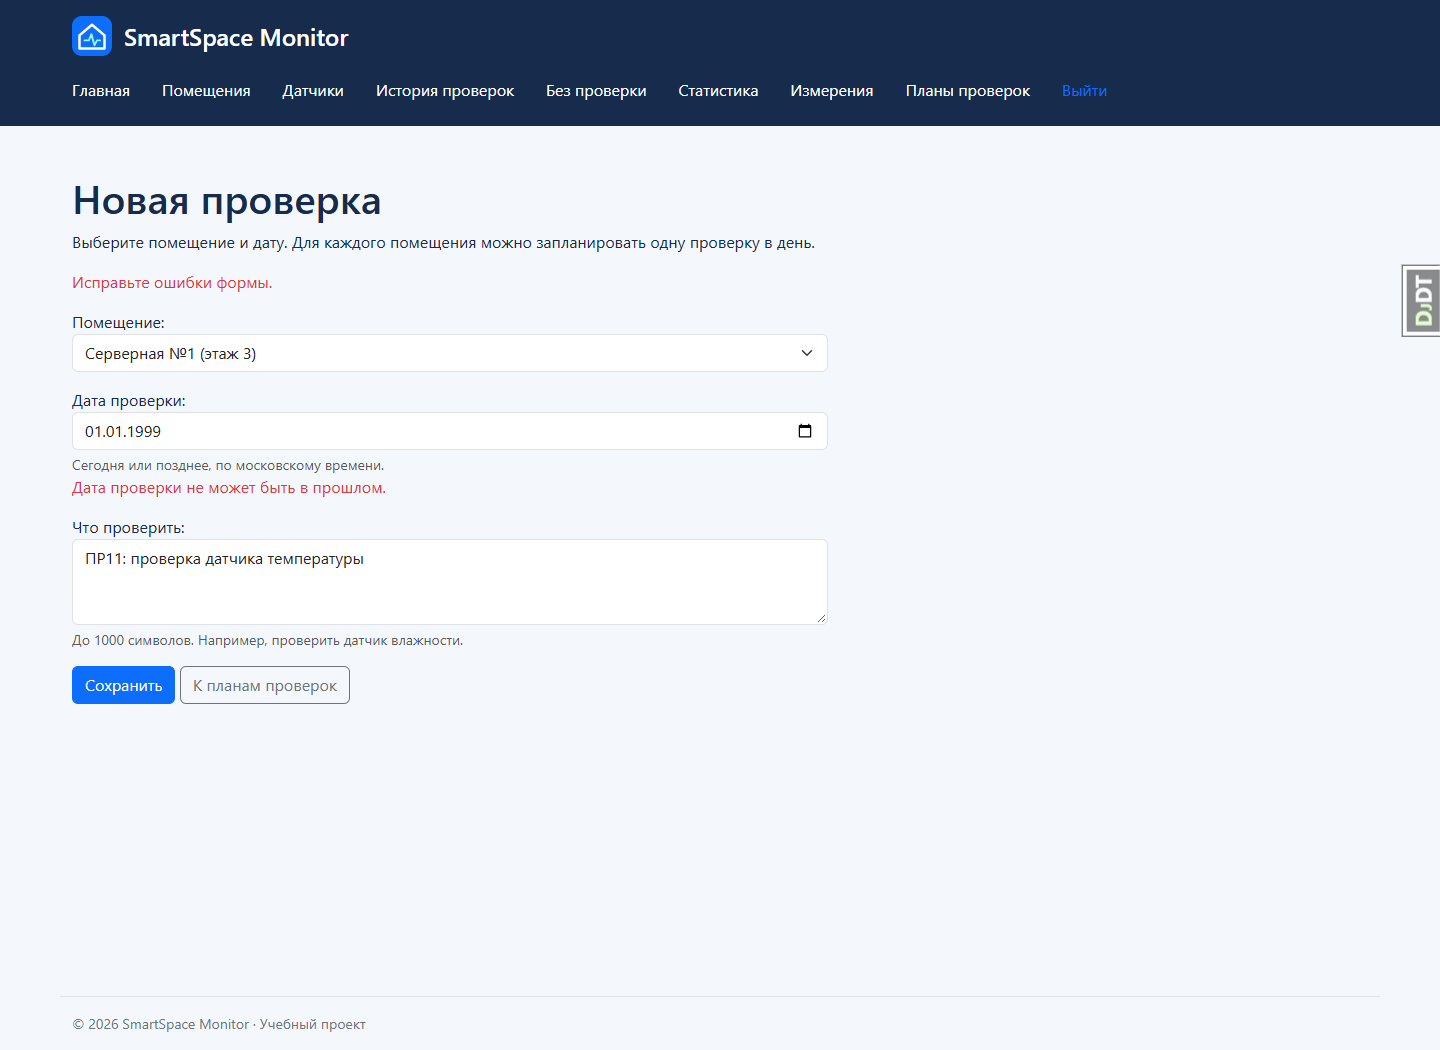 SmartSpace Monitor
Главная Помещения Датчики История проверок Без проверки Статистика Измерения Планы проверок Выйти
Новая проверка
Выберите помещение и дату. Для каждого помещения можно запланировать одну проверку в день.
Исправьте ошибки формы.
DjDT
Помещение:
Серверная №1 (этаж 3)
Дата проверки:
01.01.1999
Сегодня или позднее, по московскому времени.
Дата проверки не может быть в прошлом.
Что проверить:
ПР11: проверка датчика температуры
До 1000 символов. Например, проверить датчик влажности.
Сохранить К планам проверок
© 2026 SmartSpace Monitor · Учебный проект